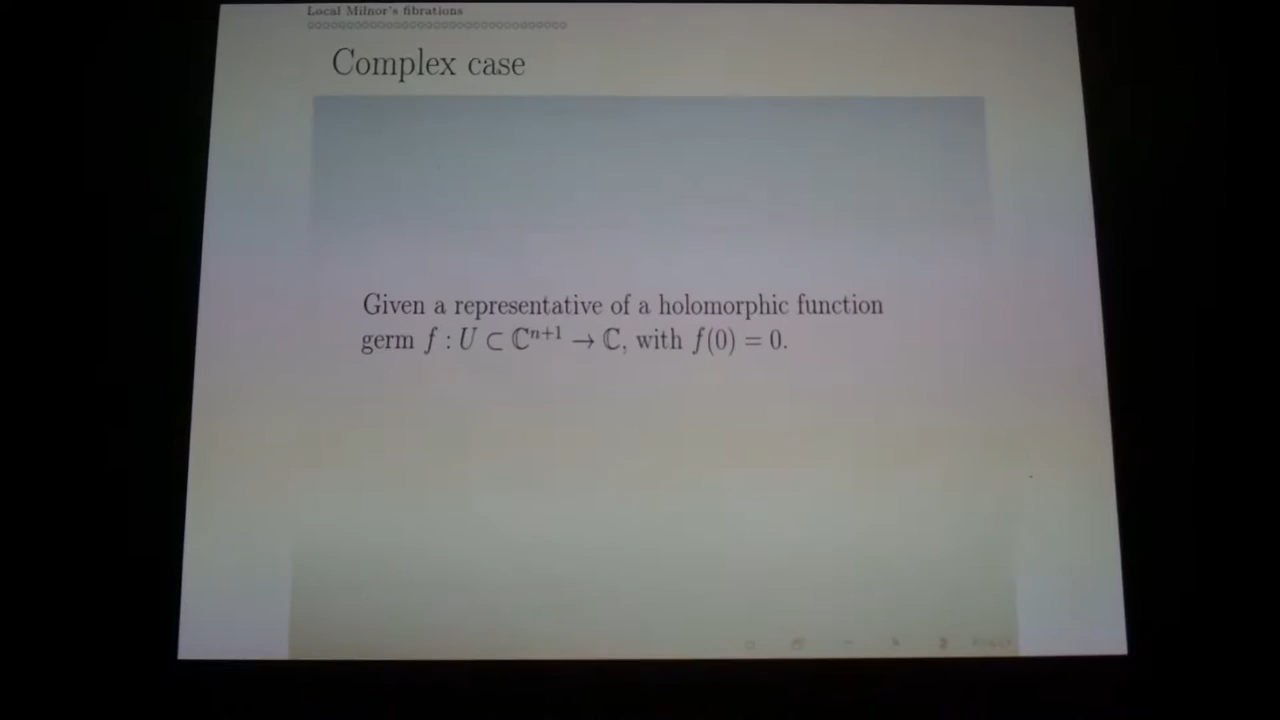 Local Milnor's fibrations
Complex case
Given a representative of a holomorphic function
germ f : U ⊂ ℂⁿ⁺¹ → ℂ, with f(0) = 0.